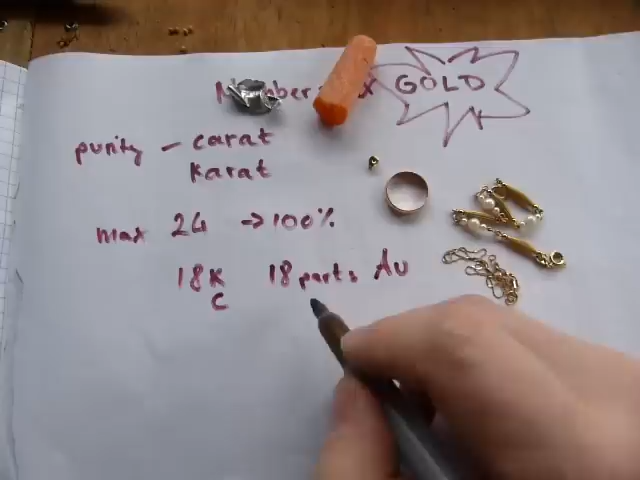 GOLD
purity - carat
karat
max 24 → 100%
18K 18 parts Au
C